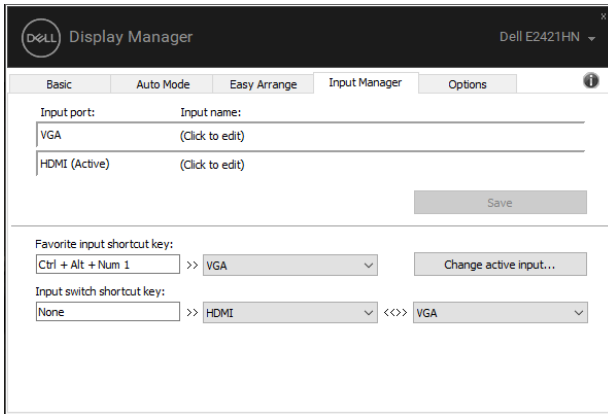 x
DELL Display Manager Dell E2421HN
Basic Auto Mode Easy Arrange Input Manager Options i
Input port: Input name:
VGA (Click to edit)
HDMI (Active) (Click to edit)
Save
Favorite input shortcut key:
Ctrl + Alt + Num 1 >> VGA Change active input...
Input switch shortcut key:
None >> HDMI <<>> VGA